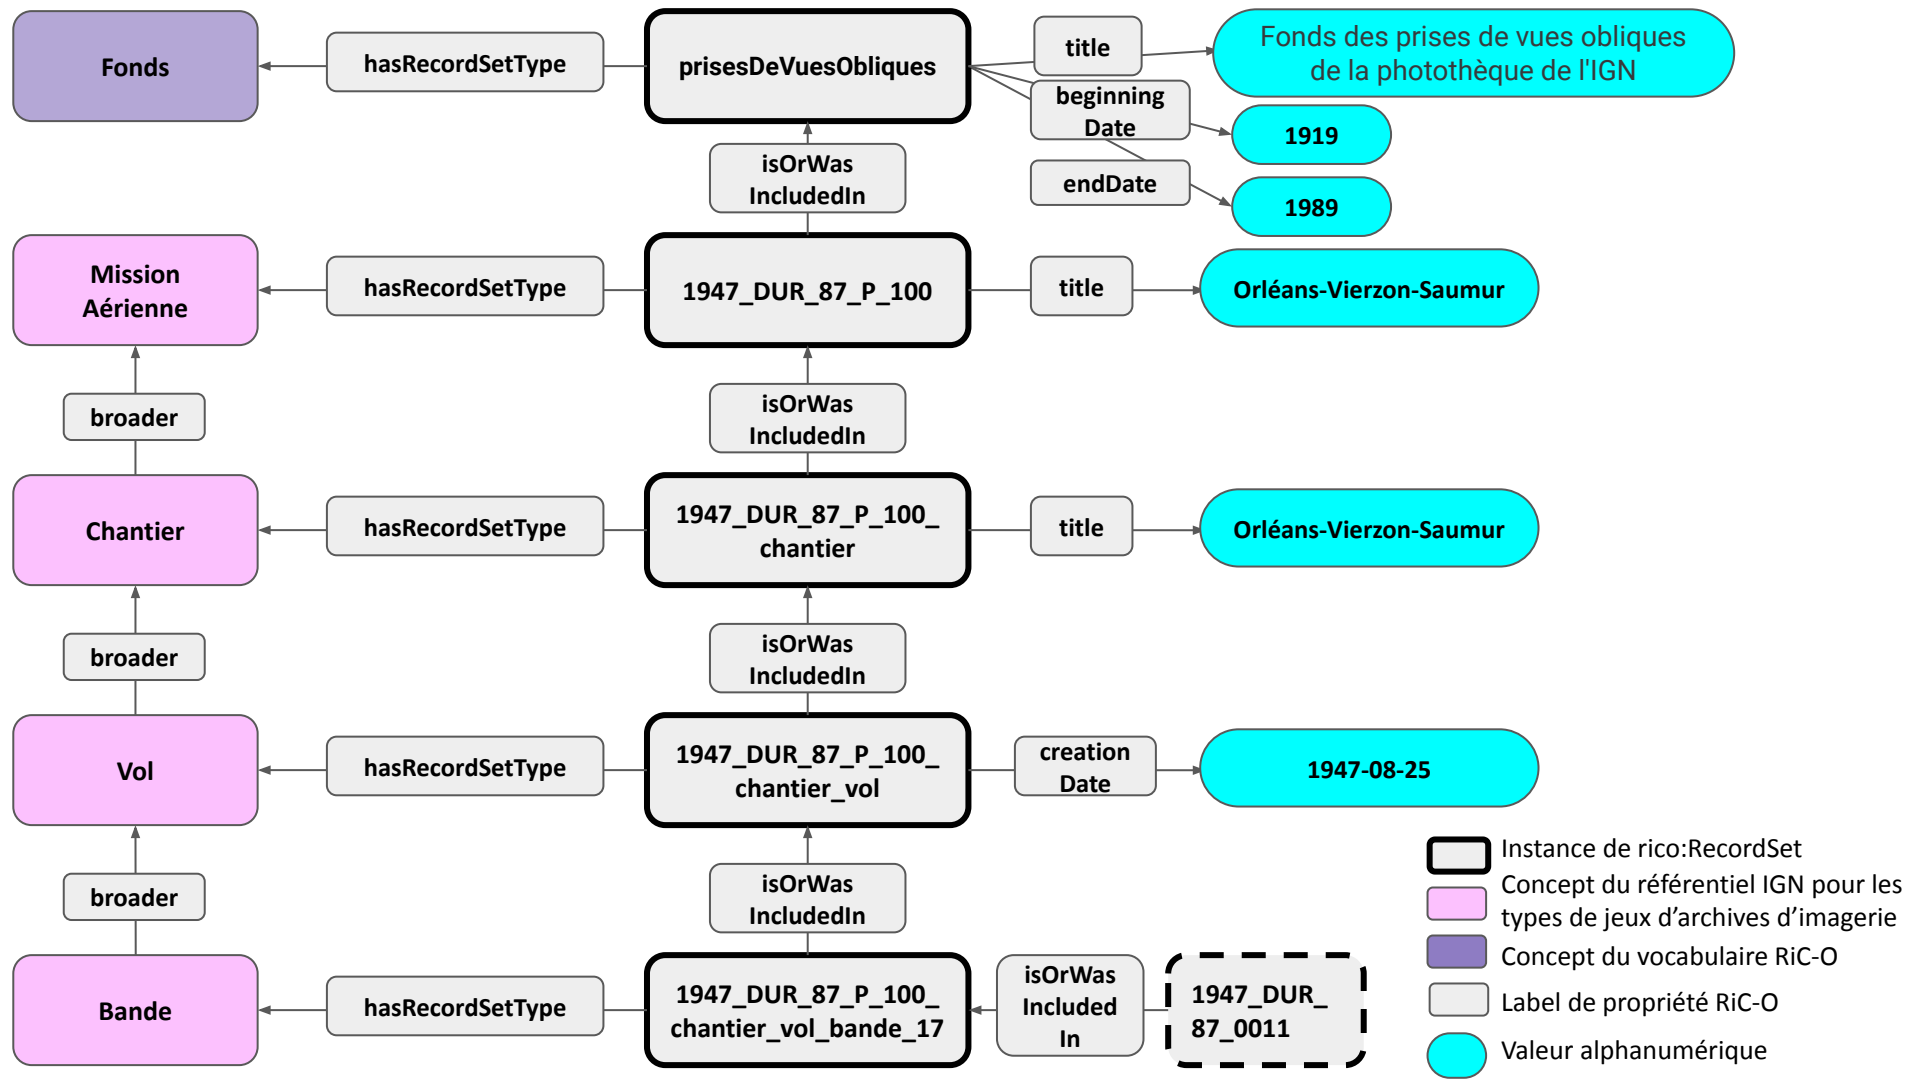 Fonds
hasRecordSetType
prisesDeVuesObliques
title
Fonds des prises de vues obliques
de la photothèque de l'IGN
beginning
Date
1919
endDate
1989
isOrWas
IncludedIn
Mission
Aérienne
hasRecordSetType
1947_DUR_87_P_100
title
Orléans-Vierzon-Saumur
broader
isOrWas
IncludedIn
Chantier
hasRecordSetType
1947_DUR_87_P_100_
chantier
title
Orléans-Vierzon-Saumur
broader
isOrWas
IncludedIn
Vol
hasRecordSetType
1947_DUR_87_P_100_
chantier_vol
creation
Date
1947-08-25
broader
isOrWas
IncludedIn
Bande
hasRecordSetType
1947_DUR_87_P_100_
chantier_vol_bande_17
isOrWas
Included
In
1947_DUR_
87_0011
Instance de rico:RecordSet
Concept du référentiel IGN pour les
types de jeux d’archives d’imagerie
Concept du vocabulaire RiC-O
Label de propriété RiC-O
Valeur alphanumérique